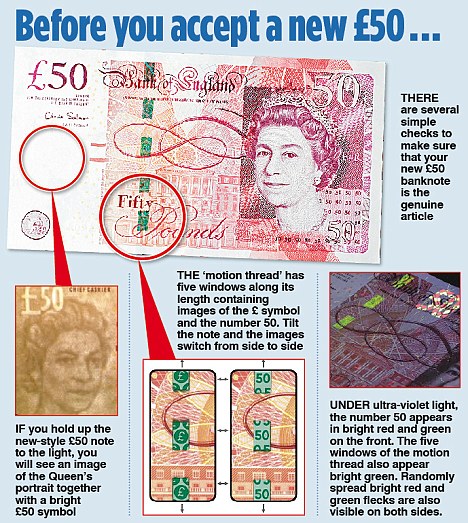 Before you accept a new £50 ...
£50
Bank of England
50
THERE
are several
simple
checks to
make sure
that your
new £50
banknote
is the
genuine
article
Fifty
Pounds
50
THE ‘motion thread’ has
five windows along its
length containing
images of the £ symbol
and the number 50. Tilt
the note and the images
switch from side to side
£50
CHIEF CASHIER
IF you hold up the
new-style £50 note
to the light, you
will see an image
of the Queen's
portrait together
with a bright
£50 symbol
£
50
£
50
£
50
UNDER ultra-violet light,
the number 50 appears
in bright red and green
on the front. The five
windows of the motion
thread also appear
bright green. Randomly
spread bright red and
green flecks are also
visible on both sides.